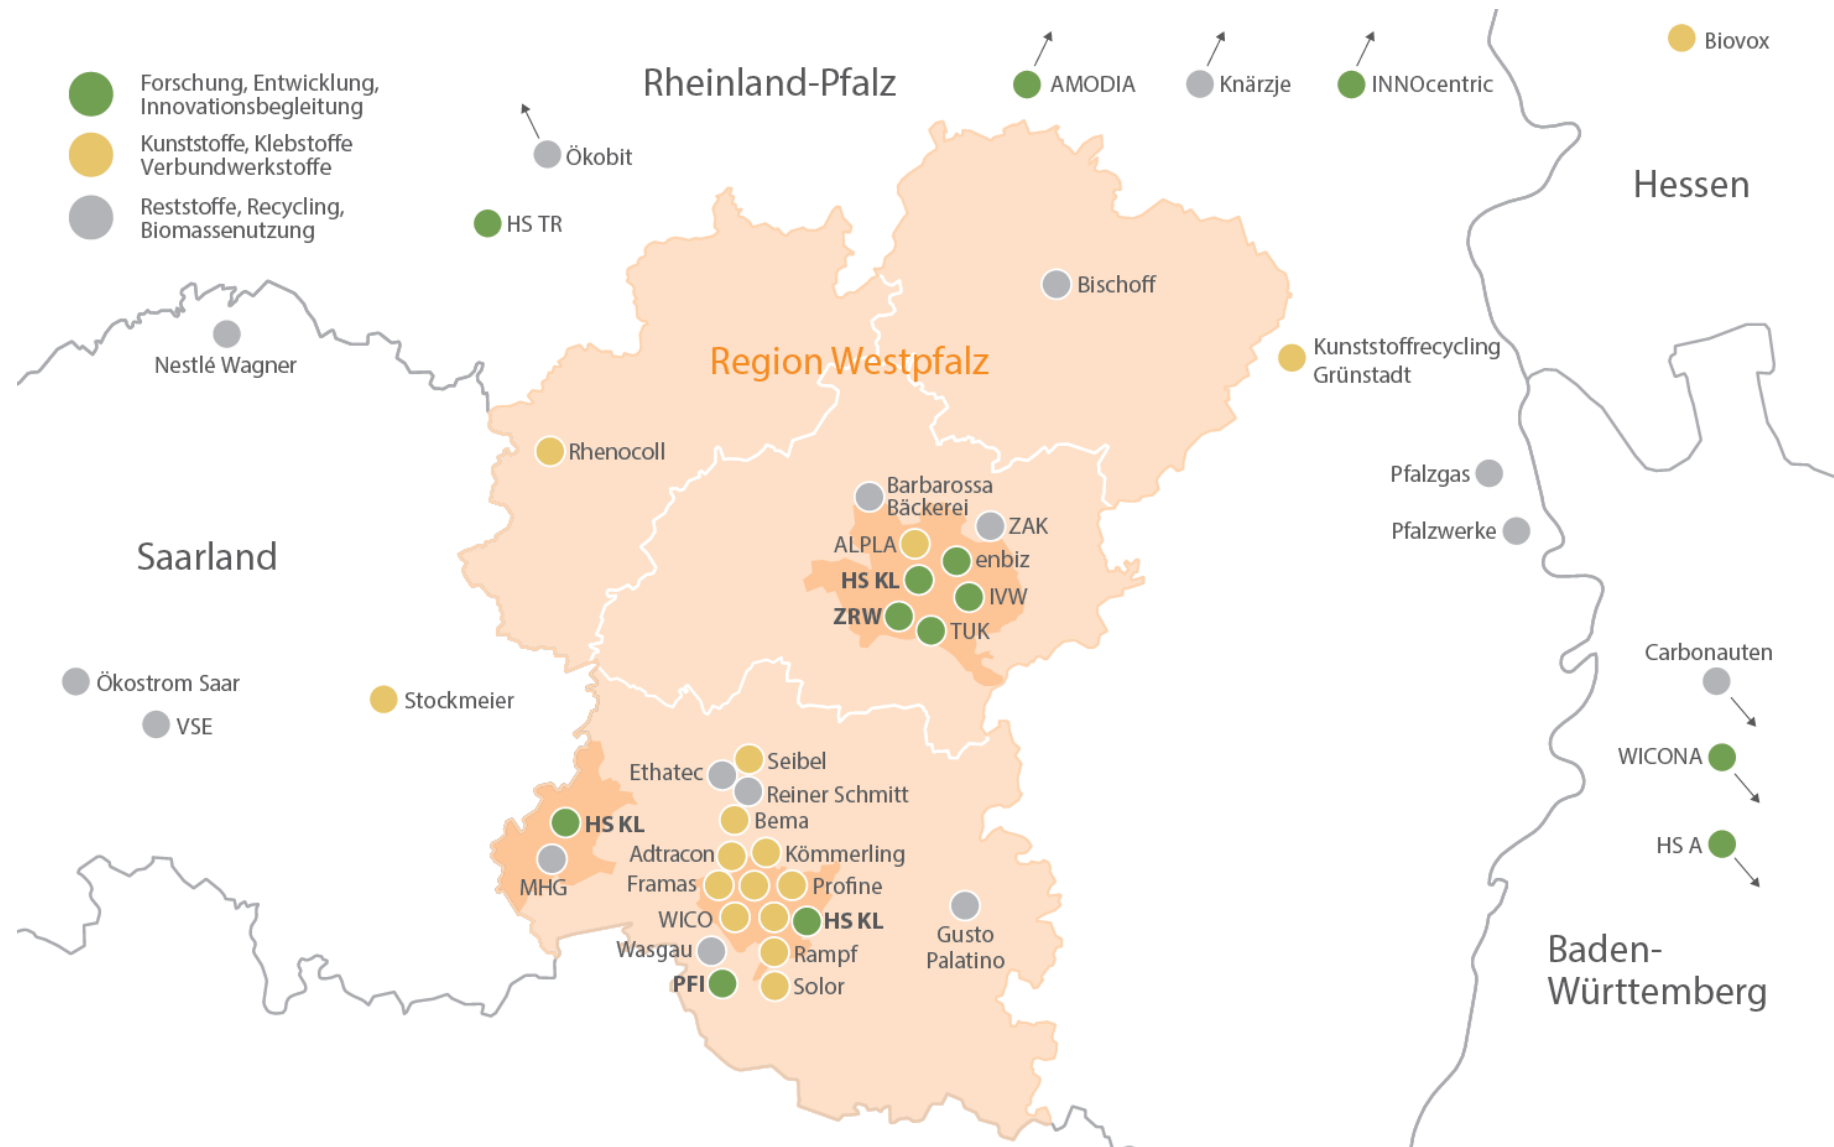 Forschung, Entwicklung,
Innovationsbegleitung
Kunststoffe, Klebstoffe
Verbundwerkstoffe
Reststoffe, Recycling,
Biomassenutzung
Rheinland-Pfalz
AMODIA
Knärzje
INNOcentric
Biovox
Ökobit
HS TR
Hessen
Bischoff
Nestlé Wagner
Region Westpfalz
Kunststoffrecycling
Grünstadt
Rhenocoll
Pfalzgas
Pfalzwerke
Barbarossa
Bäckerei
ZAK
ALPLA
enbiz
HS KL
IVW
ZRW
TUK
Saarland
Ökostrom Saar
VSE
Stockmeier
Carbonauten
WICONA
HS A
Ethatec
Seibel
Reiner Schmitt
Bema
HS KL
MHG
Adtracon
Kömmerling
Framas
Profine
WICO
HS KL
Wasgau
Rampf
PFI
Solor
Gusto
Palatino
Baden-
Württemberg